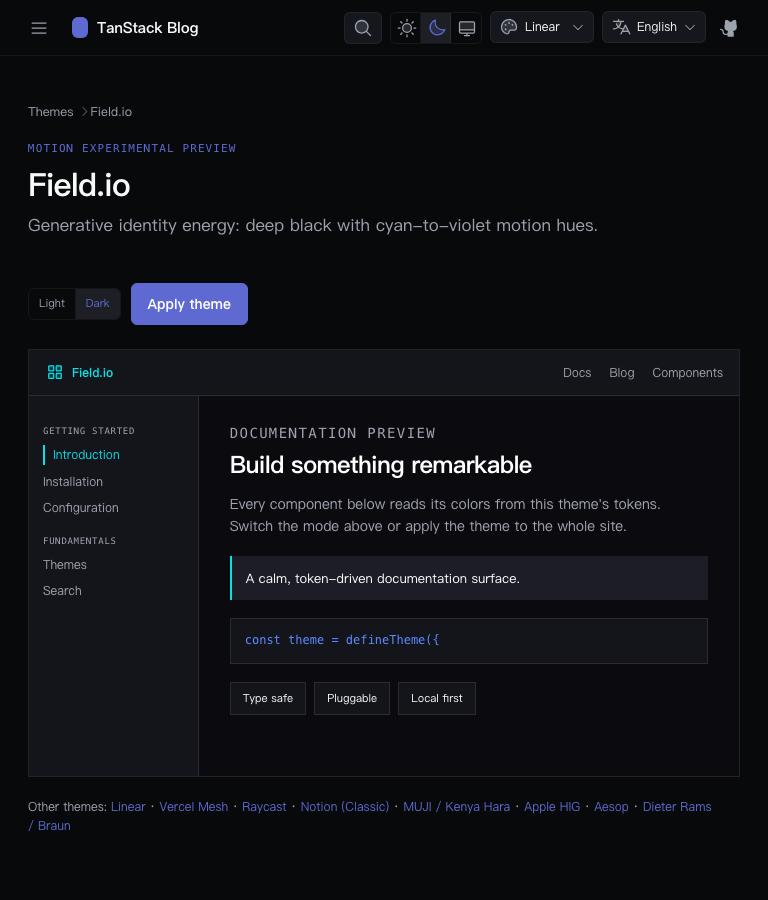 TanStack Blog
Linear
English
Themes
Field.io
MOTION EXPERIMENTAL PREVIEW
Field.io
Generative identity energy: deep black with cyan-to-violet motion hues.
Light
Dark
Apply theme
Field.io
Docs
Blog
Components
GETTING STARTED
Introduction
Installation
Configuration
FUNDAMENTALS
Themes
Search
DOCUMENTATION PREVIEW
Build something remarkable
Every component below reads its colors from this theme's tokens.
Switch the mode above or apply the theme to the whole site.
A calm, token-driven documentation surface.
const theme = defineTheme({
Type safe
Pluggable
Local first
Other themes: Linear · Vercel Mesh · Raycast · Notion (Classic) · MUJI / Kenya Hara · Apple HIG · Aesop · Dieter Rams
/ Braun